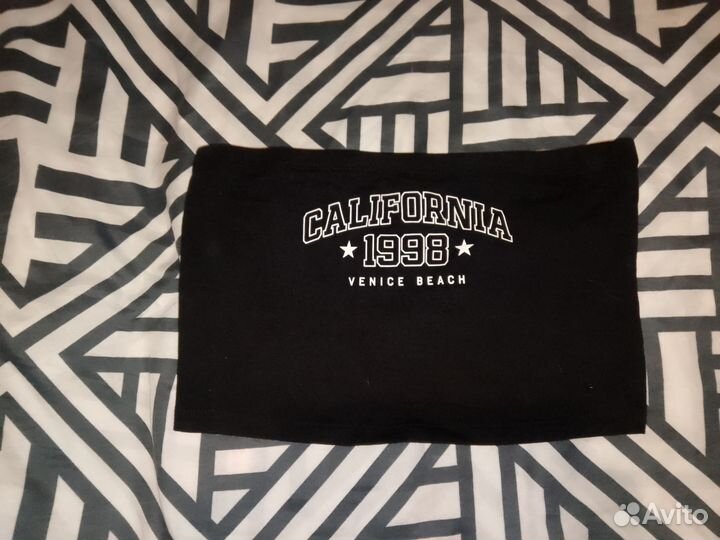 CALIFORNIA
★ 1998 ★
VENICE BEACH
Avito